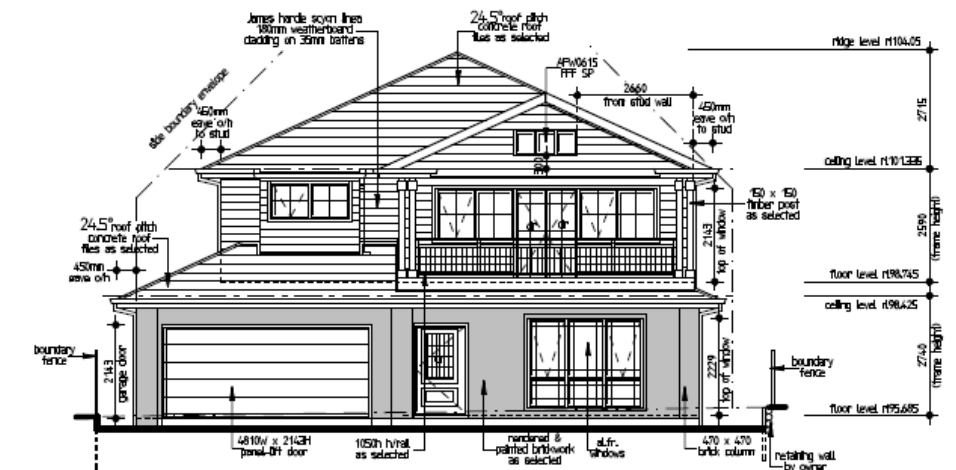 James hardie scyon linea
180mm weatherboard
cladding on 35mm battens
24.5° roof pitch
concrete roof
tiles as selected
AFW0615
FFF SP
2660
from stud wall
ridge level rl104.05
side boundary envelope
450mm
eave o/h
to stud
450mm
eave o/h
to stud
2715
300
ceiling level rl101.335
150 x 150
timber post
as selected
24.5° roof pitch
concrete roof
tiles as selected
450mm
eave o/h
dr
dr
2143
top of window
2590
(frame height)
floor level rl98.745
ceiling level rl98.425
boundary
fence
2143
garage door
2229
top of window
boundary
fence
2740
(frame height)
floor level rl95.685
4810W x 2143H
panel-lift door
1050h h/rail
as selected
rendered &
painted brickwork
as selected
al.fr.
windows
470 x 470
brick column
retaining wall
by owner